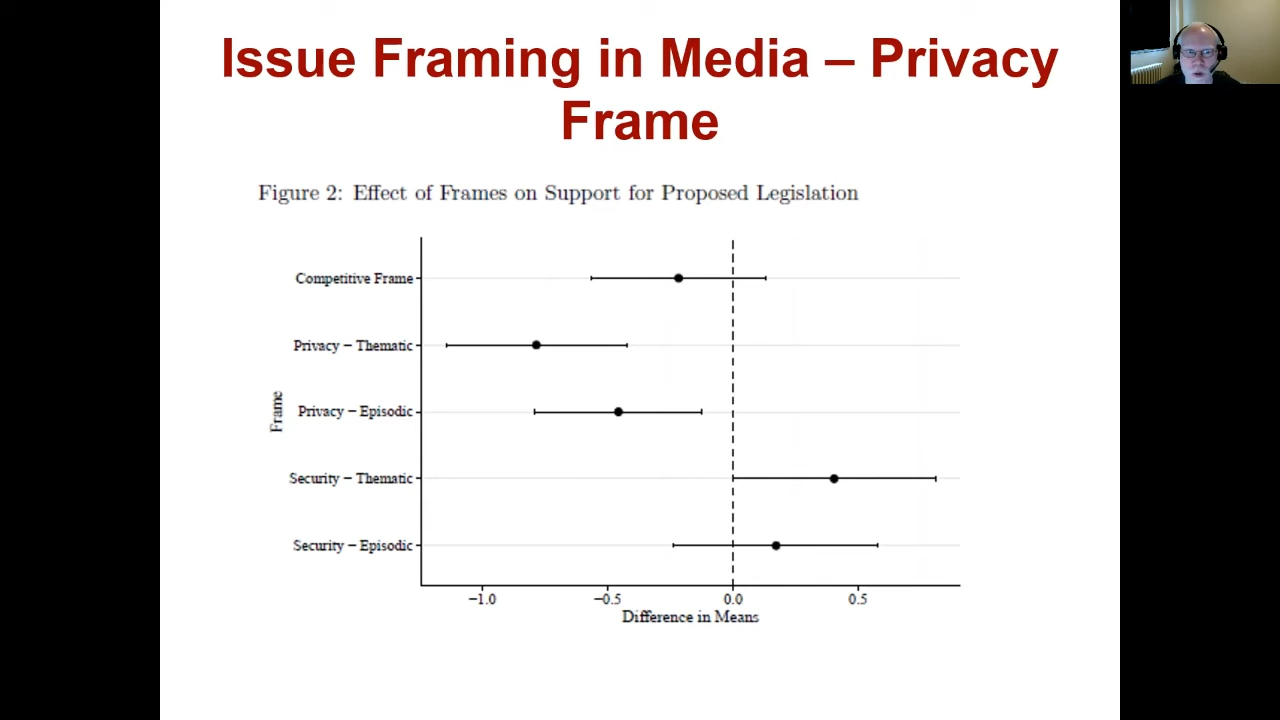 Issue Framing in Media – Privacy
Frame
Figure 2: Effect of Frames on Support for Proposed Legislation
Competitive Frame
Privacy – Thematic
Privacy – Episodic
Security – Thematic
Security – Episodic
Frame
−1.0
−0.5
0.0
0.5
Difference in Means